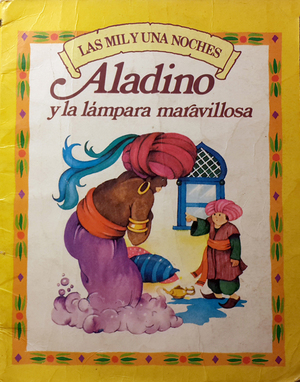 LAS MIL Y UNA NOCHES
Aladino
y la lámpara maravillosa